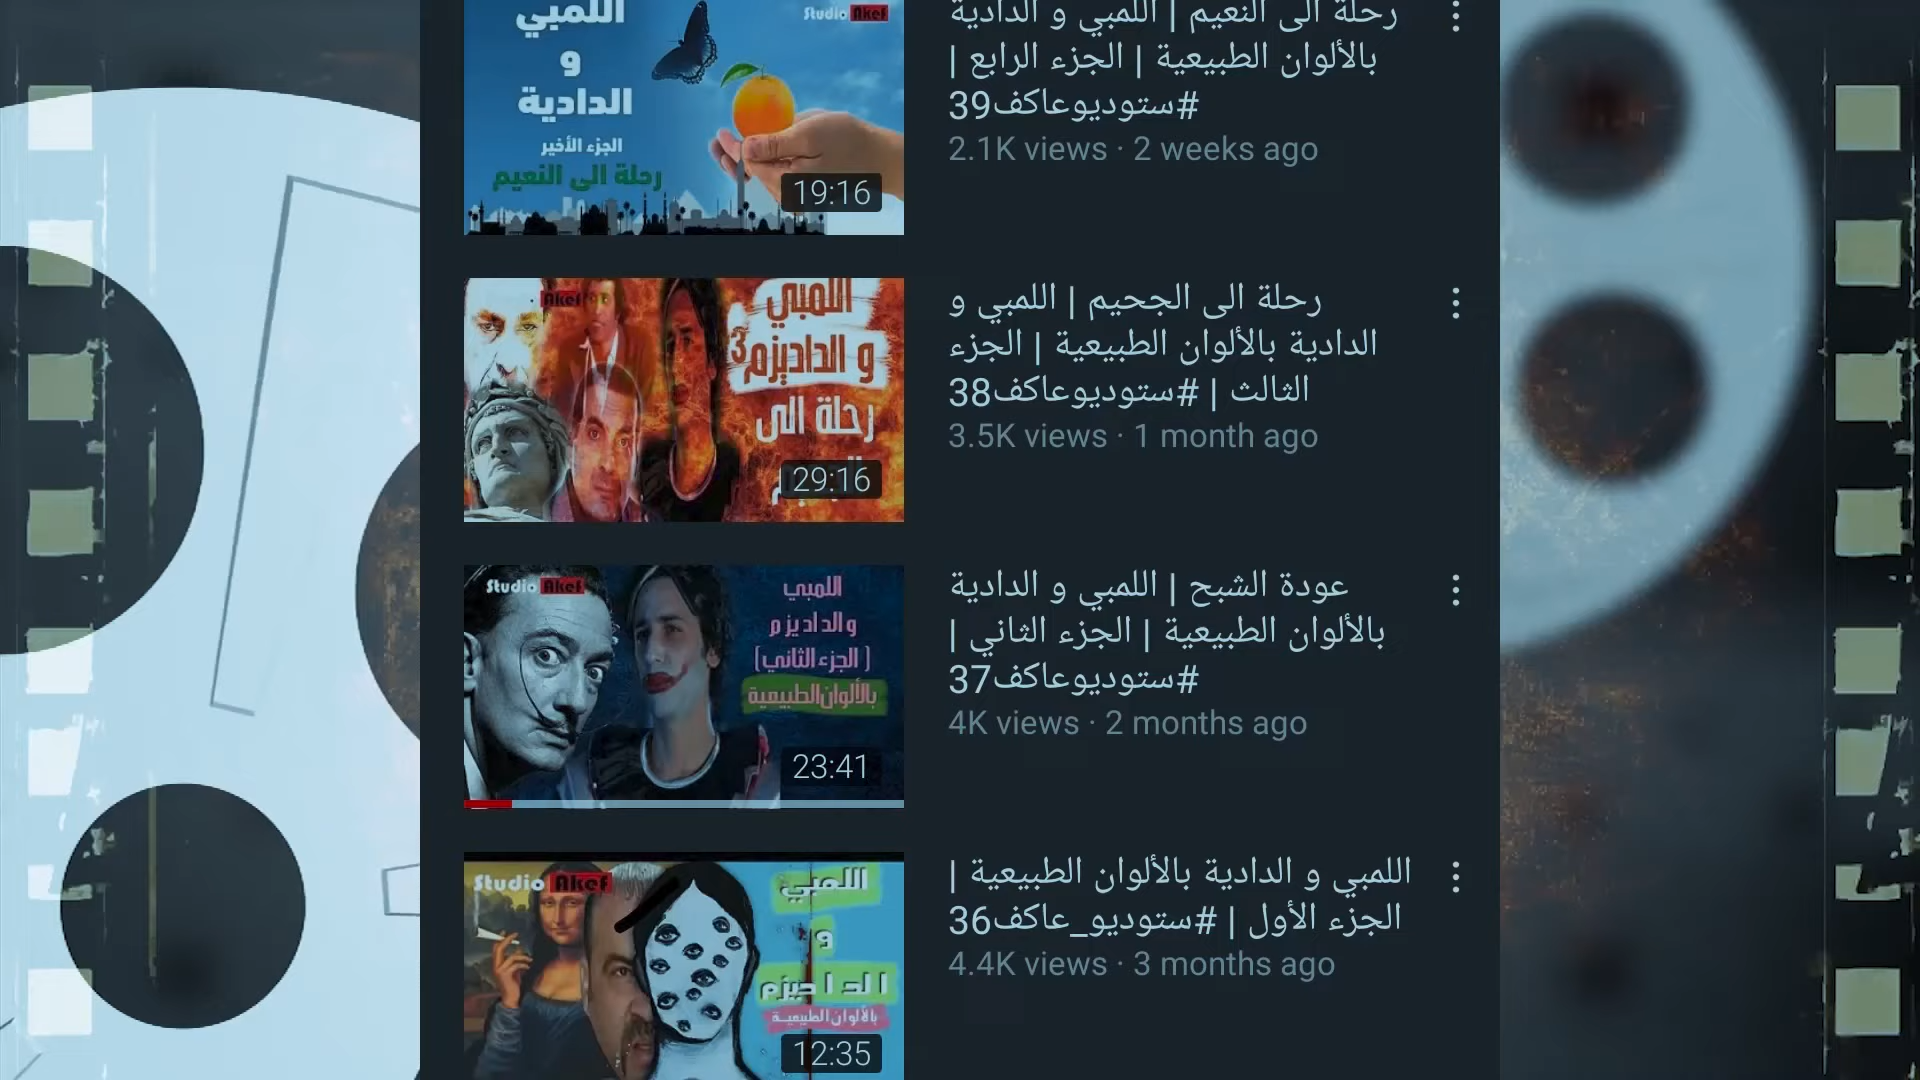 اللمبي
و
الدادية
الجزء الأخير
رحلة الى النعيم
Studio Akef
19:16
رحلة الى النعيم | اللمبي و الدادية
بالألوان الطبيعية | الجزء الرابع |
#ستوديوعاكف39
2.1K views · 2 weeks ago
Akef
اللمبي
و الداديزم3
رحلة الى
29:16
رحلة الى الجحيم | اللمبي و
الدادية بالألوان الطبيعية | الجزء
الثالث | #ستوديوعاكف38
3.5K views · 1 month ago
Studio Akef
اللمبي
والداديزم
(الجزء الثاني)
بالألوان الطبيعية
23:41
عودة الشبح | اللمبي و الدادية
بالألوان الطبيعية | الجزء الثاني |
#ستوديوعاكف37
4K views · 2 months ago
Studio Akef
اللمبي
و
الداديزم
بالألوان الطبيعية
12:35
اللمبي و الدادية بالألوان الطبيعية |
الجزء الأول | #ستوديو_عاكف36
4.4K views · 3 months ago